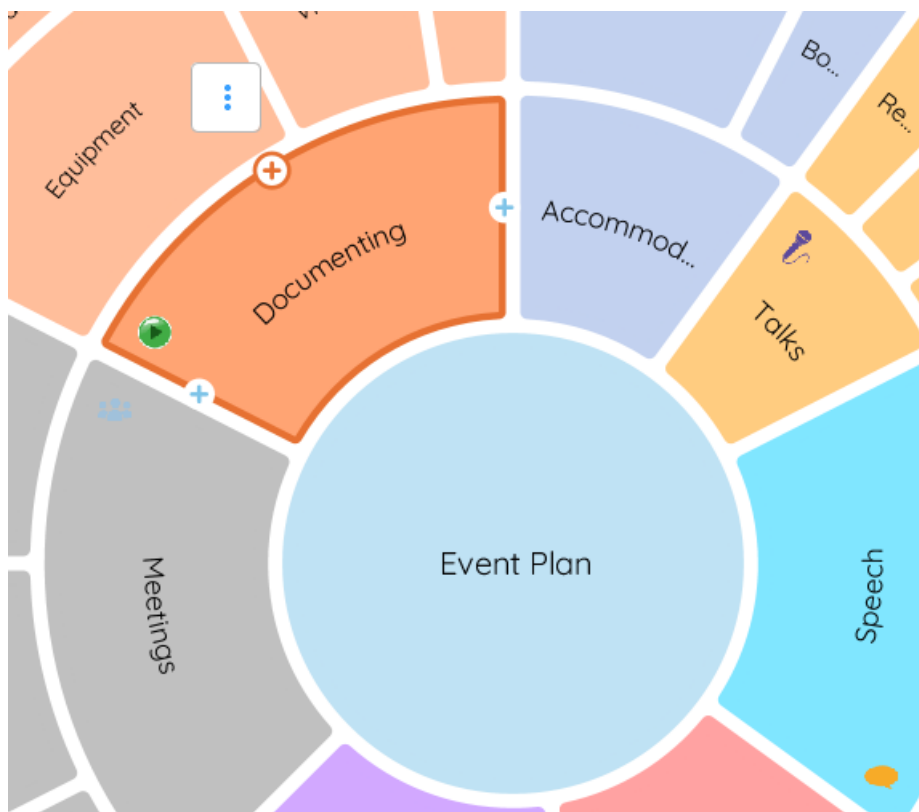 Bo...
Re...
Equipment
Documenting
Accommod...
Talks
Event Plan
Meetings
Speech